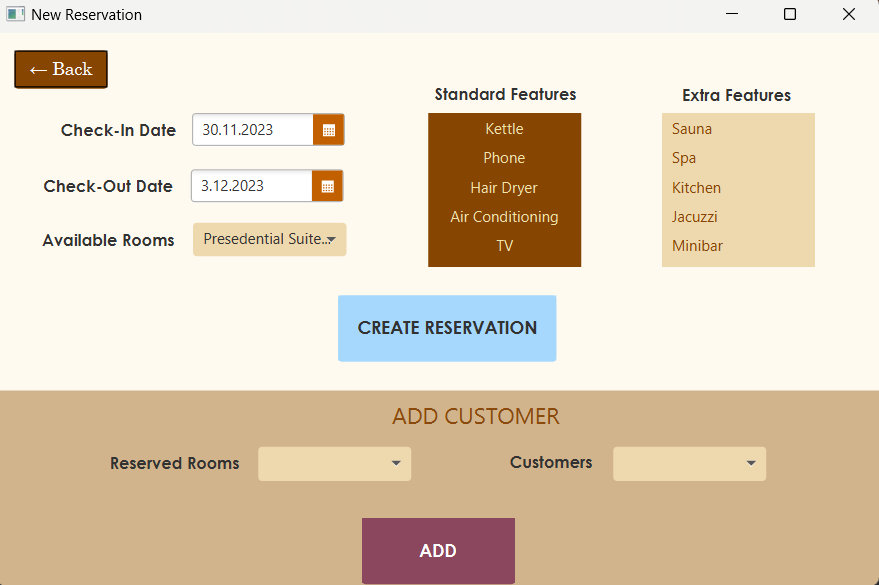 New Reservation
← Back
Standard Features
Extra Features
Check-In Date
30.11.2023
Kettle
Sauna
Phone
Spa
Check-Out Date
3.12.2023
Hair Dryer
Kitchen
Air Conditioning
Jacuzzi
Available Rooms
Presedential Suite...
TV
Minibar
CREATE RESERVATION
ADD CUSTOMER
Reserved Rooms
Customers
ADD